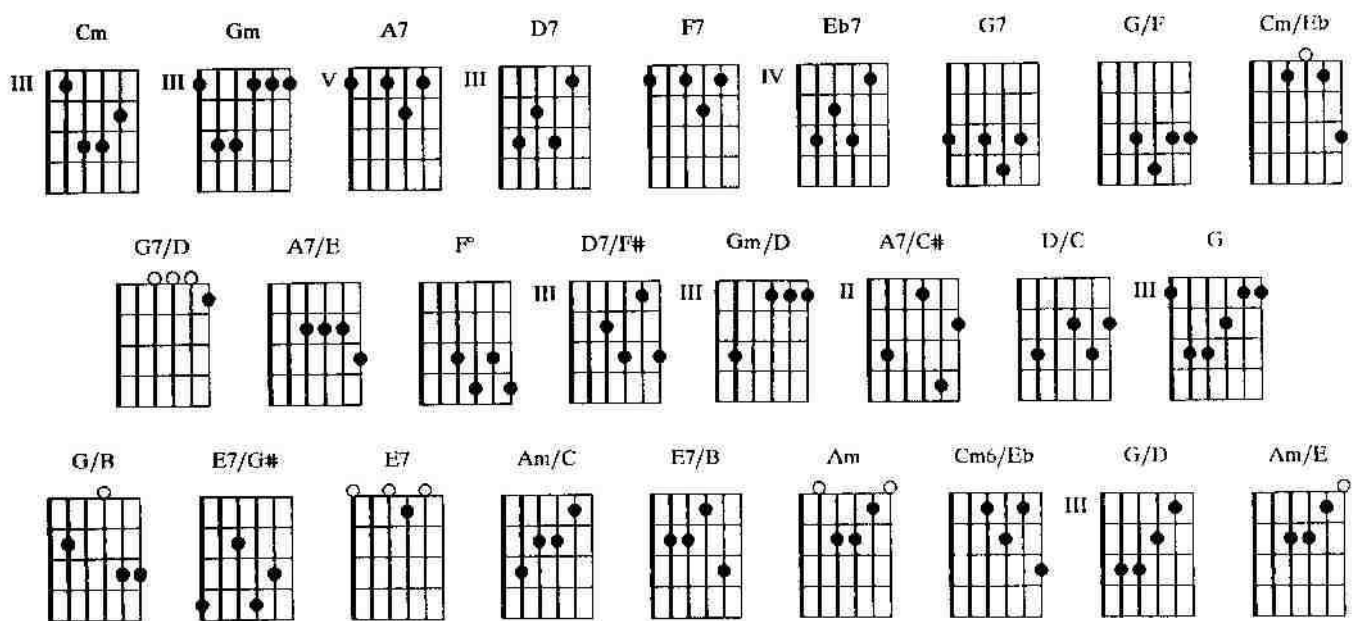 Cm Gm A7 D7 F7 Eb7 G7 G/F Cm/Eb
III III V III IV
G7/D A7/E F° D7/F# Gm/D A7/C# D/C G
III III II III
G/B E7/G# E7 Am/C E7/B Am Cm6/Eb G/D Am/E
III